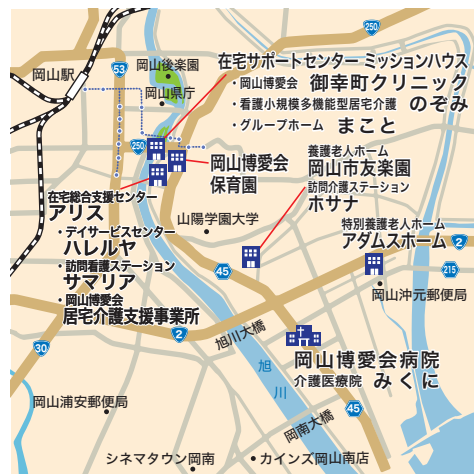 岡山駅
53
岡山後楽園
岡山県庁
250
250
在宅サポートセンター ミッションハウス
・岡山博愛会 御幸町クリニック
・看護小規模多機能型居宅介護 のぞみ
・グループホーム まこと
岡山博愛会
保育園
養護老人ホーム
岡山市友楽園
訪問介護ステーション
ホサナ
在宅総合支援センター
アリス
・デイサービスセンター
ハレルヤ
・訪問看護ステーション
サマリア
・岡山博愛会
居宅介護支援事業所
山陽学園大学
特別養護老人ホーム
アダムスホーム
2
215
45
岡山沖元郵便局
2
旭川大橋
旭川
30
岡山博愛会病院
介護医療院 みくに
45
岡南大橋
岡山浦安郵便局
シネマタウン岡南
カインズ岡山南店